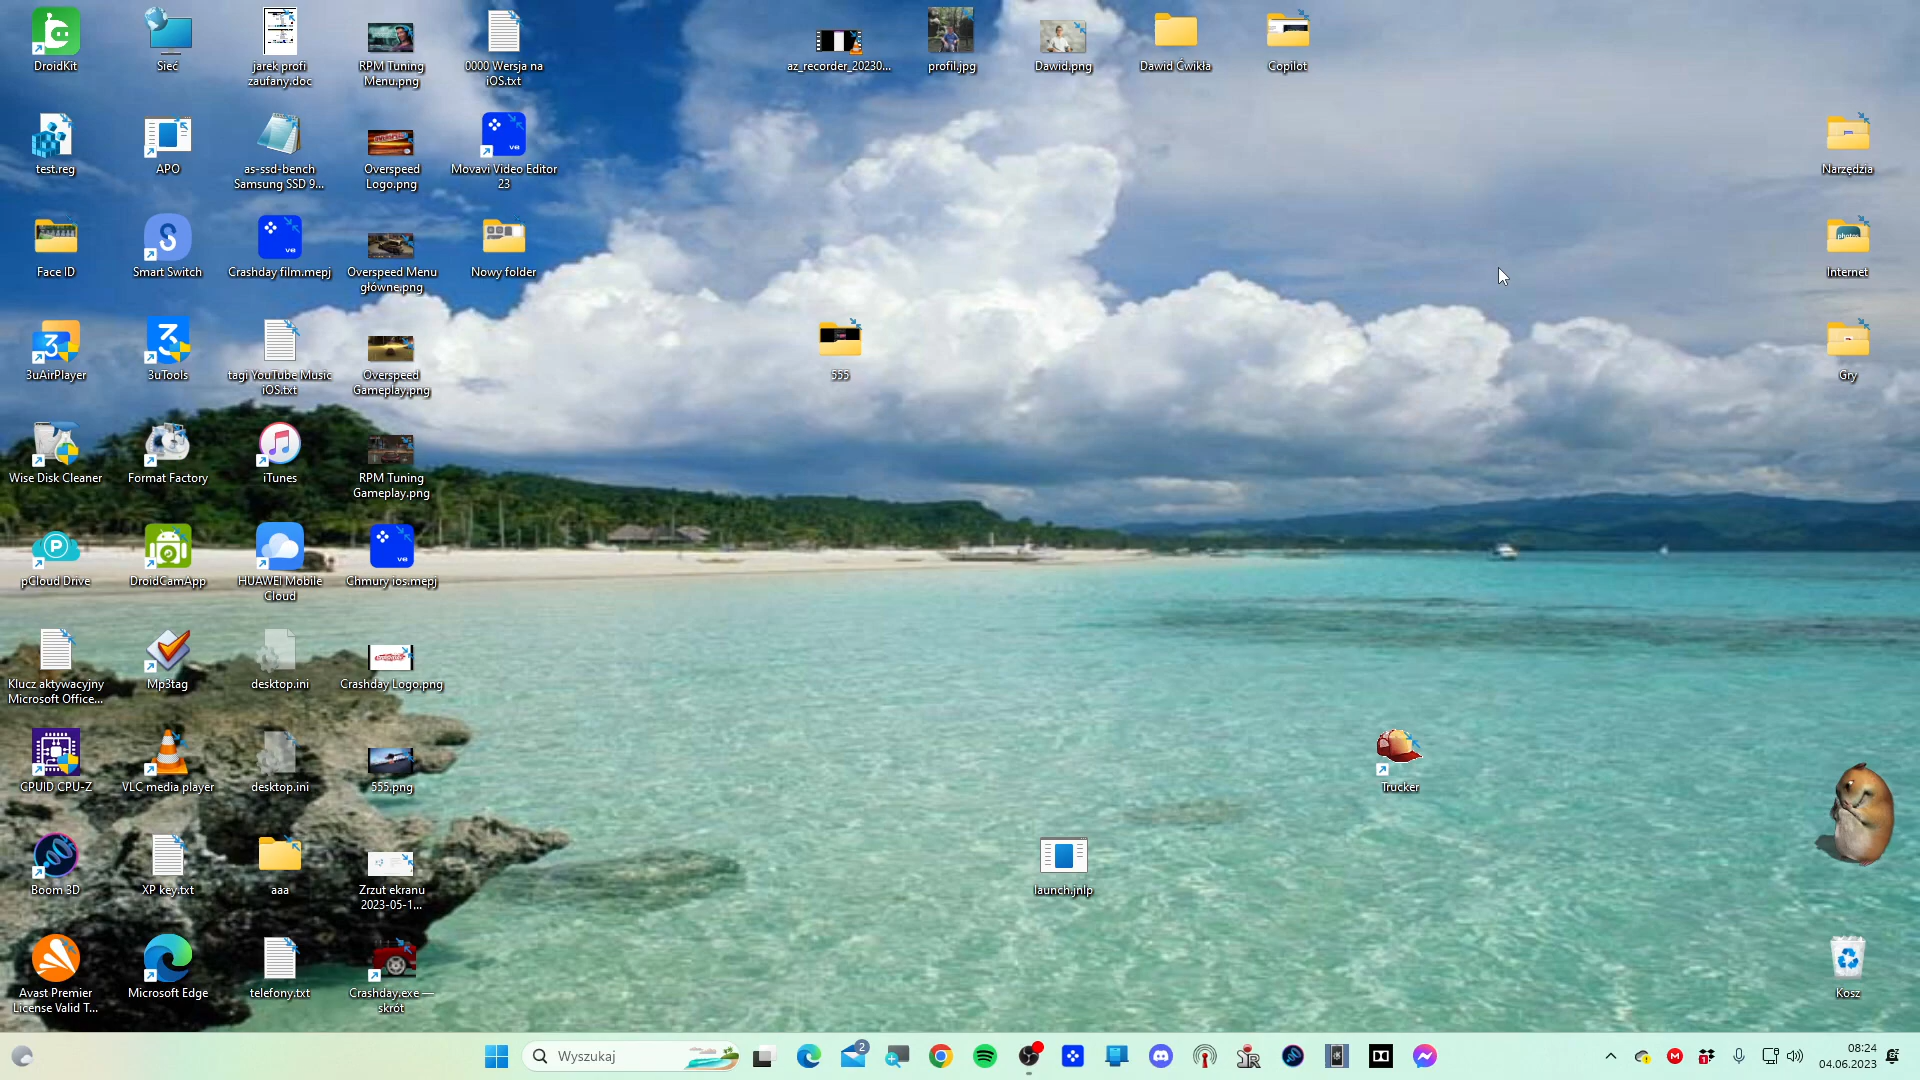 DroidKit
Sieć
jarek profi
zaufany.doc
RPM Tuning
Menu.png
0000 Wersja na
iOS.txt
az_recorder_20230...
profil.jpg
Dawid.png
Dawid Ćwikła
Copilot
test.reg
APO
as-ssd-bench
Samsung SSD 9...
Overspeed
Logo.png
Movavi Video Editor
23
Narzędzia
Face ID
Smart Switch
Crashday film.mepj
Overspeed Menu
główne.png
Nowy folder
Internet
3uAirPlayer
3uTools
tagi YouTube Music
iOS.txt
Overspeed
Gameplay.png
555
Gry
Wise Disk Cleaner
Format Factory
iTunes
RPM Tuning
Gameplay.png
pCloud Drive
DroidCamApp
HUAWEI Mobile
Cloud
Chmury ios.mepj
Klucz aktywacyjny
Microsoft Office...
Mp3tag
desktop.ini
Crashday Logo.png
CPUID CPU-Z
VLC media player
desktop.ini
555.png
Trucker
Boom 3D
XP key.txt
aaa
Zrzut ekranu
2023-05-1...
launch.jnlp
Avast Premier
License Valid T...
Microsoft Edge
telefony.txt
Crashday.exe —
skrót
Kosz
Wyszukaj
2
08:24
04.06.2023